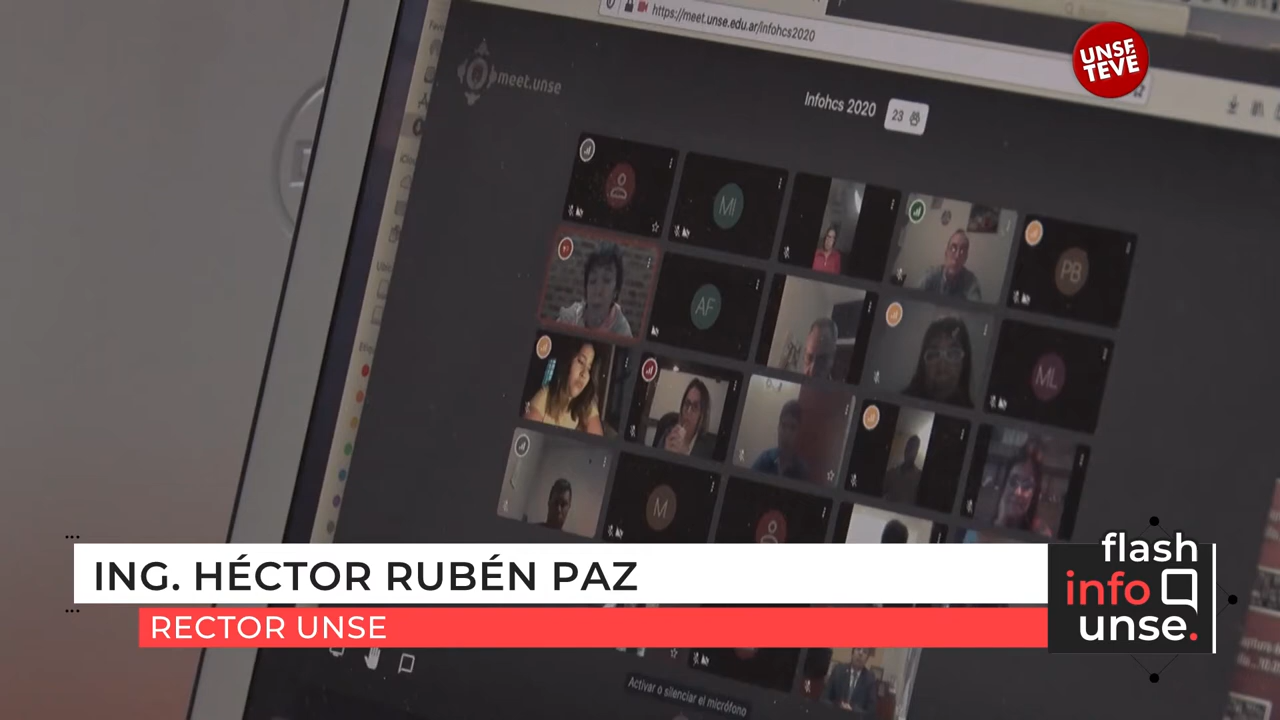 https://meet.unse.edu.ar/infohcs2020
UNSE
TEVE
meet.unse
Infohcs 2020
23
MI
PB
AF
ML
M
ING. HÉCTOR RUBÉN PAZ
RECTOR UNSE
flash
info
unse.
Activar o silenciar el micrófono